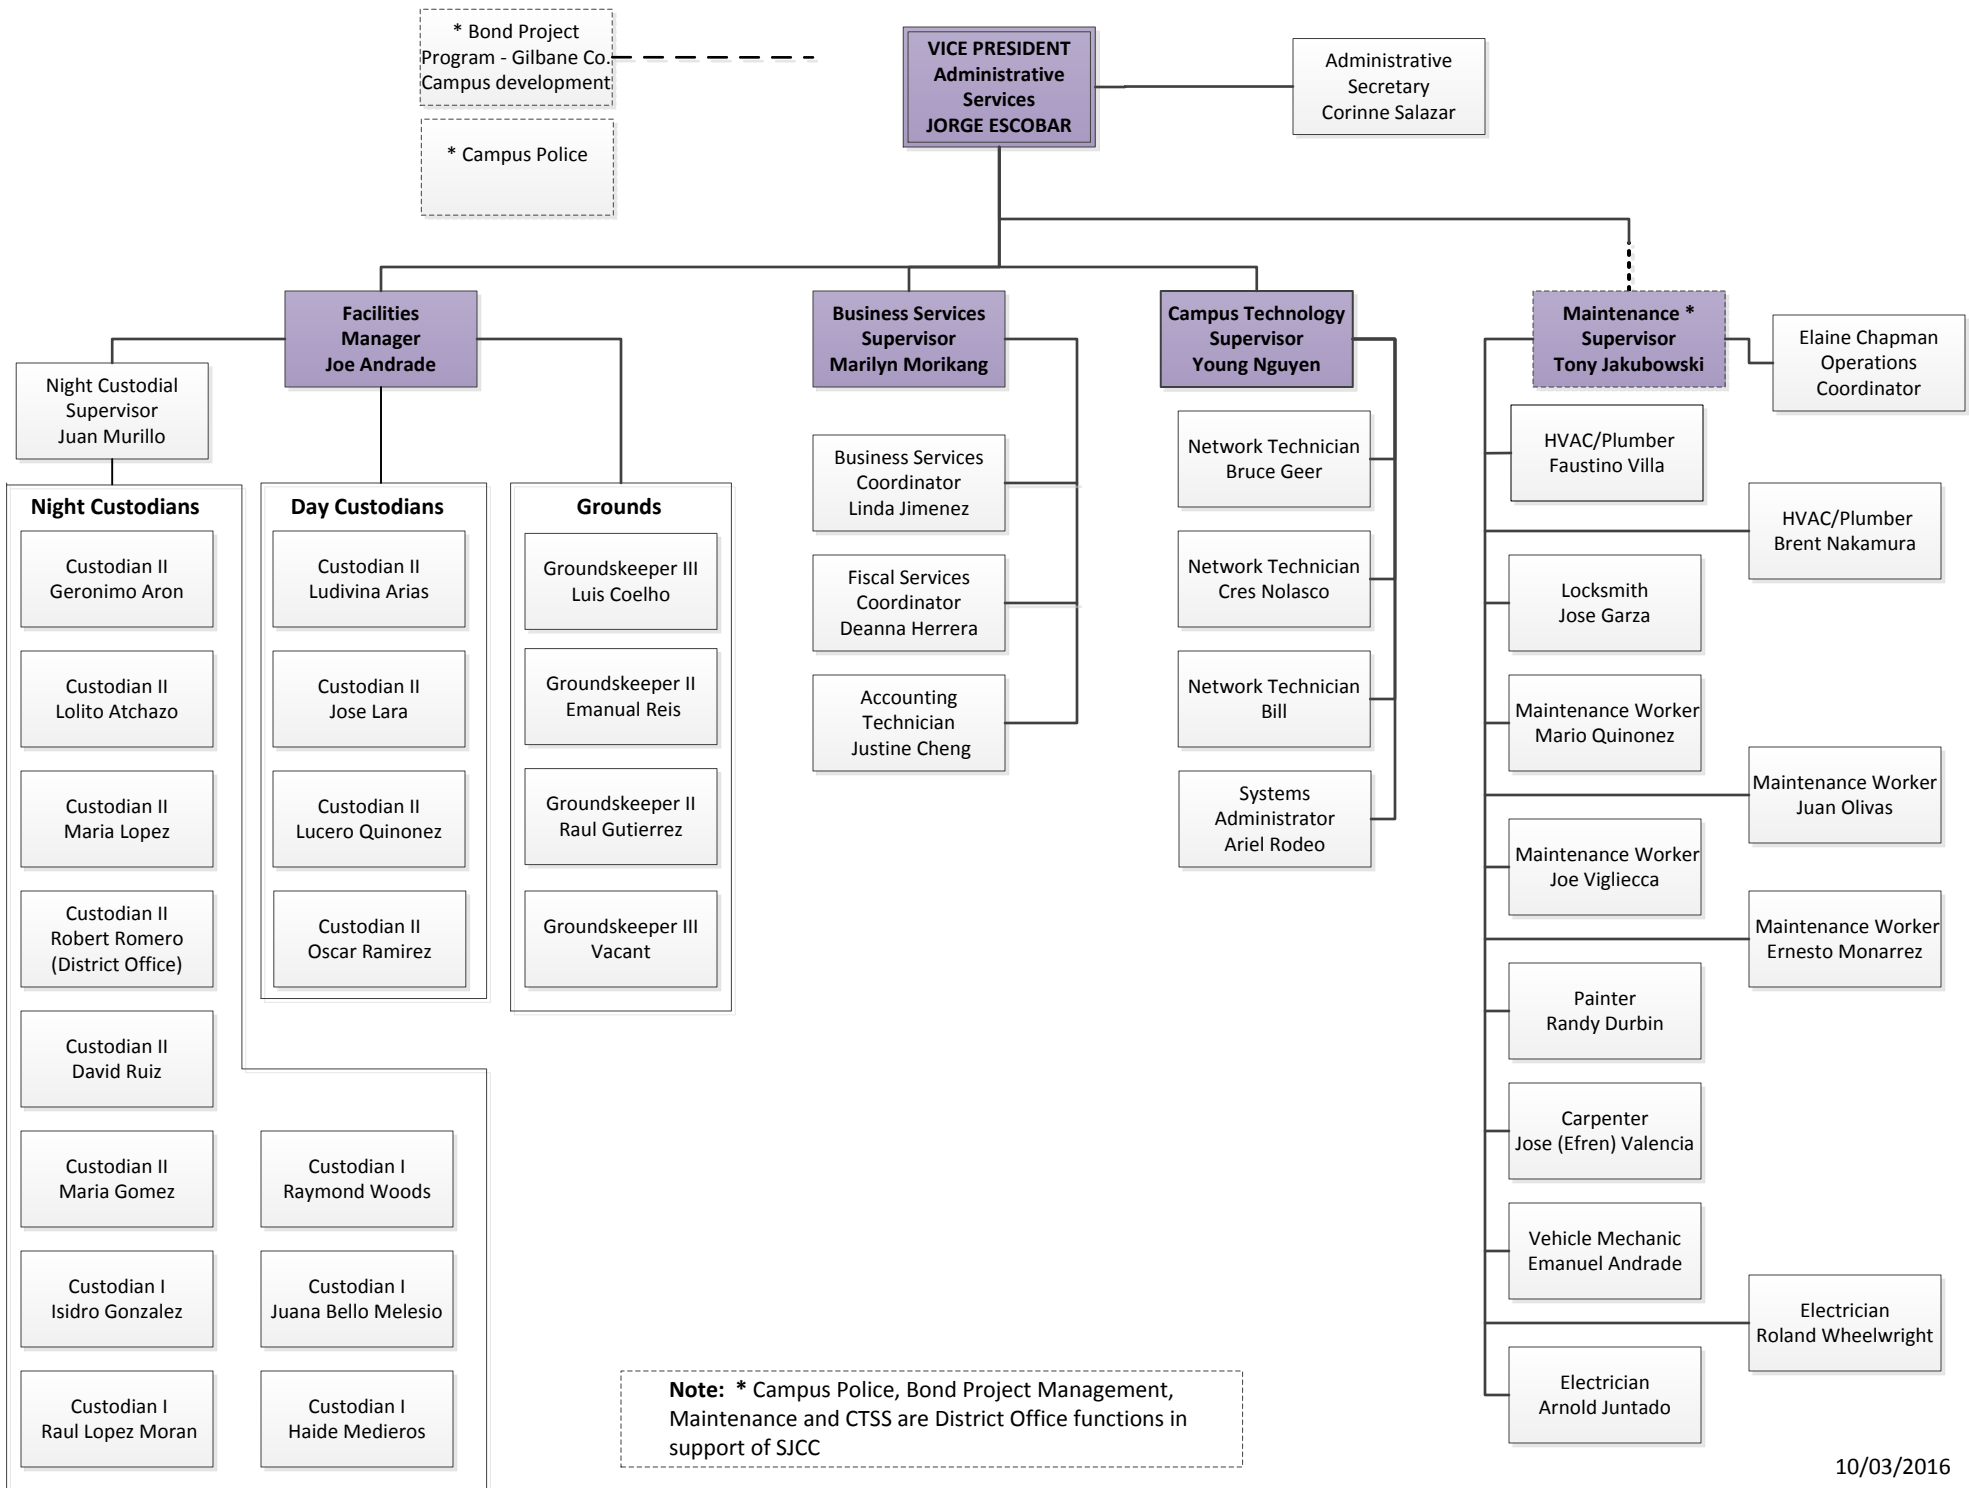 * Bond Project
Program - Gilbane Co.
Campus development
* Campus Police
VICE PRESIDENT
Administrative
Services
JORGE ESCOBAR
Administrative
Secretary
Corinne Salazar
Facilities
Manager
Joe Andrade
Business Services
Supervisor
Marilyn Morikang
Campus Technology
Supervisor
Young Nguyen
Maintenance *
Supervisor
Tony Jakubowski
Elaine Chapman
Operations
Coordinator
Night Custodial
Supervisor
Juan Murillo
Night Custodians
Custodian II
Geronimo Aron
Custodian II
Lolito Atchazo
Custodian II
Maria Lopez
Custodian II
Robert Romero
(District Office)
Custodian II
David Ruiz
Custodian II
Maria Gomez
Custodian I
Isidro Gonzalez
Custodian I
Raul Lopez Moran
Custodian I
Raymond Woods
Custodian I
Juana Bello Melesio
Custodian I
Haide Medieros
Day Custodians
Custodian II
Ludivina Arias
Custodian II
Jose Lara
Custodian II
Lucero Quinonez
Custodian II
Oscar Ramirez
Grounds
Groundskeeper III
Luis Coelho
Groundskeeper II
Emanual Reis
Groundskeeper II
Raul Gutierrez
Groundskeeper III
Vacant
Business Services
Coordinator
Linda Jimenez
Fiscal Services
Coordinator
Deanna Herrera
Accounting
Technician
Justine Cheng
Network Technician
Bruce Geer
Network Technician
Cres Nolasco
Network Technician
Bill
Systems
Administrator
Ariel Rodeo
HVAC/Plumber
Faustino Villa
HVAC/Plumber
Brent Nakamura
Locksmith
Jose Garza
Maintenance Worker
Mario Quinonez
Maintenance Worker
Juan Olivas
Maintenance Worker
Joe Vigliecca
Maintenance Worker
Ernesto Monarrez
Painter
Randy Durbin
Carpenter
Jose (Efren) Valencia
Vehicle Mechanic
Emanuel Andrade
Electrician
Roland Wheelwright
Electrician
Arnold Juntado
Note: * Campus Police, Bond Project Management,
Maintenance and CTSS are District Office functions in
support of SJCC
10/03/2016